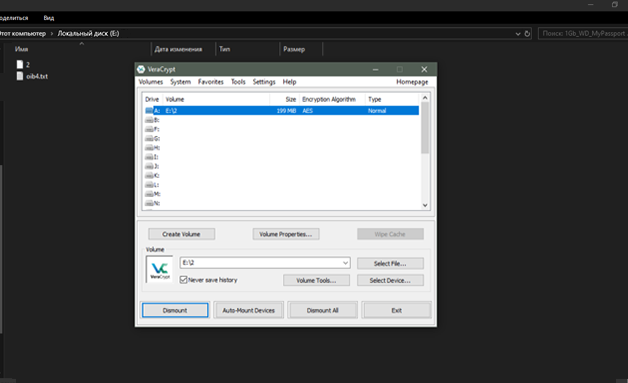 оделиться Вид
Этот компьютер > Локальный диск (E:)
Поиск: 1Gb_WD_MyPassport
Имя Дата изменения Тип Размер
2
oib4.txt
VeraCrypt
Volumes System Favorites Tools Settings Help Homepage
Drive Volume Size Encryption Algorithm Type
A: E:\2 199 MiB AES Normal
B:
F:
G:
H:
I:
J:
K:
L:
M:
N:
Create Volume Volume Properties... Wipe Cache
Volume
VeraCrypt
E:\2 Select File...
Never save history Volume Tools... Select Device...
Dismount Auto-Mount Devices Dismount All Exit